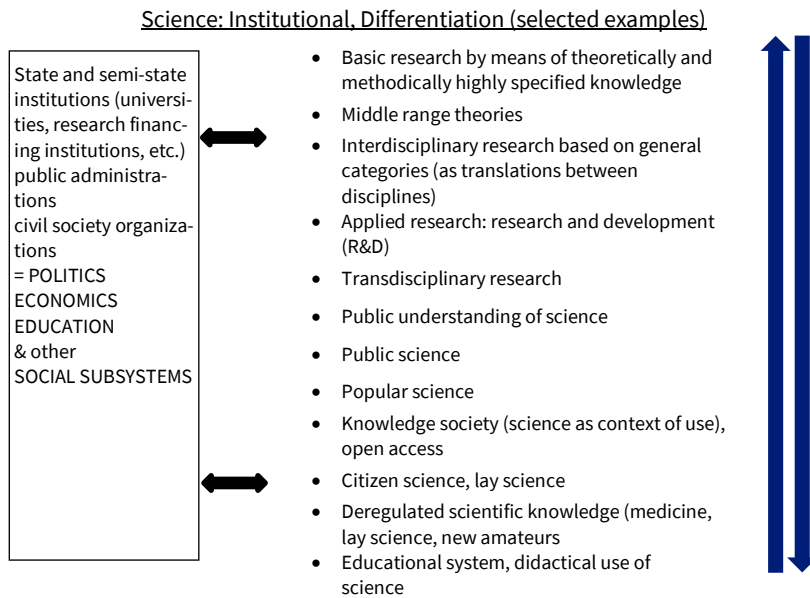 Science: Institutional, Differentiation (selected examples)
State and semi-state
institutions (universi-
ties, research financ-
ing institutions, etc.)
public administra-
tions
civil society organiza-
tions
= POLITICS
ECONOMICS
EDUCATION
& other
SOCIAL SUBSYSTEMS
• Basic research by means of theoretically and
methodically highly specified knowledge
• Middle range theories
• Interdisciplinary research based on general
categories (as translations between
disciplines)
• Applied research: research and development
(R&D)
• Transdisciplinary research
• Public understanding of science
• Public science
• Popular science
• Knowledge society (science as context of use),
open access
• Citizen science, lay science
• Deregulated scientific knowledge (medicine,
lay science, new amateurs
• Educational system, didactical use of
science